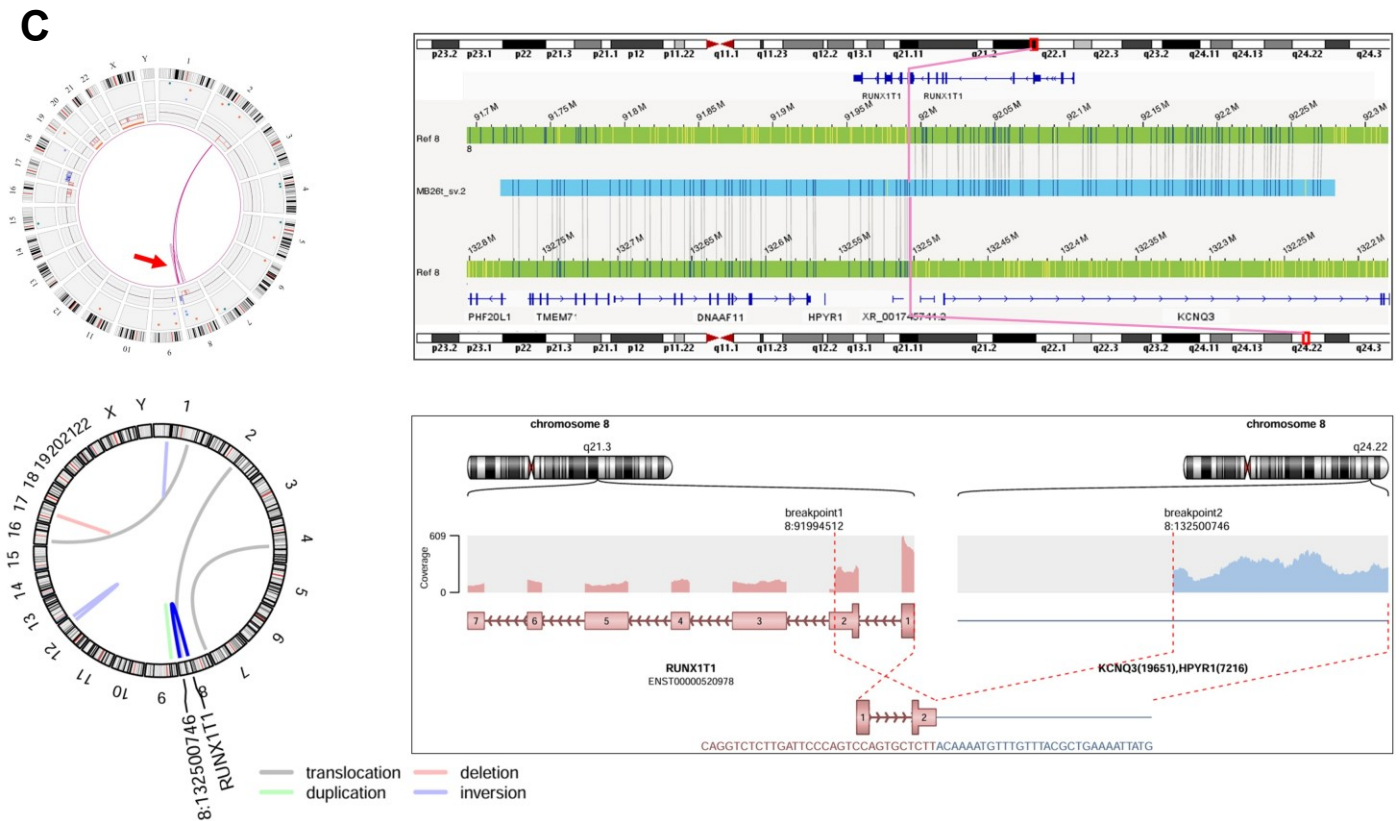 C
1
2
3
4
5
6
7
8
9
10
11
12
13
14
15
16
17
18
19
20
21
22
X
Y
p23.2 p23.1 p22 p21.3 p21.1 p12 p11.22 q11.1 q11.23 q12.2 q13.1 q21.11 q21.2 q22.1 q22.3 q23.2 q24.11 q24.13 q24.22 q24.3
RUNX1T1 RUNX1T1
91.7 M 91.75 M 91.8 M 91.85 M 91.9 M 91.95 M 92 M 92.05 M 92.1 M 92.15 M 92.2 M 92.25 M 92.3 M
Ref 8
8
MB26t_sv.2
132.8 M 132.75 M 132.7 M 132.65 M 132.6 M 132.55 M 132.5 M 132.45 M 132.4 M 132.35 M 132.3 M 132.25 M 132.2 M
Ref 8
PHF20L1 TMEM71 DNAAF11 HPYR1 XR_001745741.2 KCNQ3
p23.2 p23.1 p22 p21.3 p21.1 p12 p11.22 q11.1 q11.23 q12.2 q13.1 q21.11 q21.2 q22.1 q22.3 q23.2 q24.11 q24.13 q24.22 q24.3
1
2
3
4
5
6
7
8
9
10
11
12
13
14
15
16
17
18
19
20
21
22
X
Y
8:132500746
RUNX1T1
translocation
deletion
duplication
inversion
chromosome 8
chromosome 8
q21.3
q24.22
breakpoint1
8:91994512
breakpoint2
8:132500746
609
Coverage
0
7 6 5 4 3 2 1
RUNX1T1
ENST00000520978
KCNQ3(19651),HPYR1(7216)
1 2
CAGGTCTCTTGATTCCCAGTCCAGTGCTCTTACAAAATGTTTGTTTACGCTGAAAATTATG